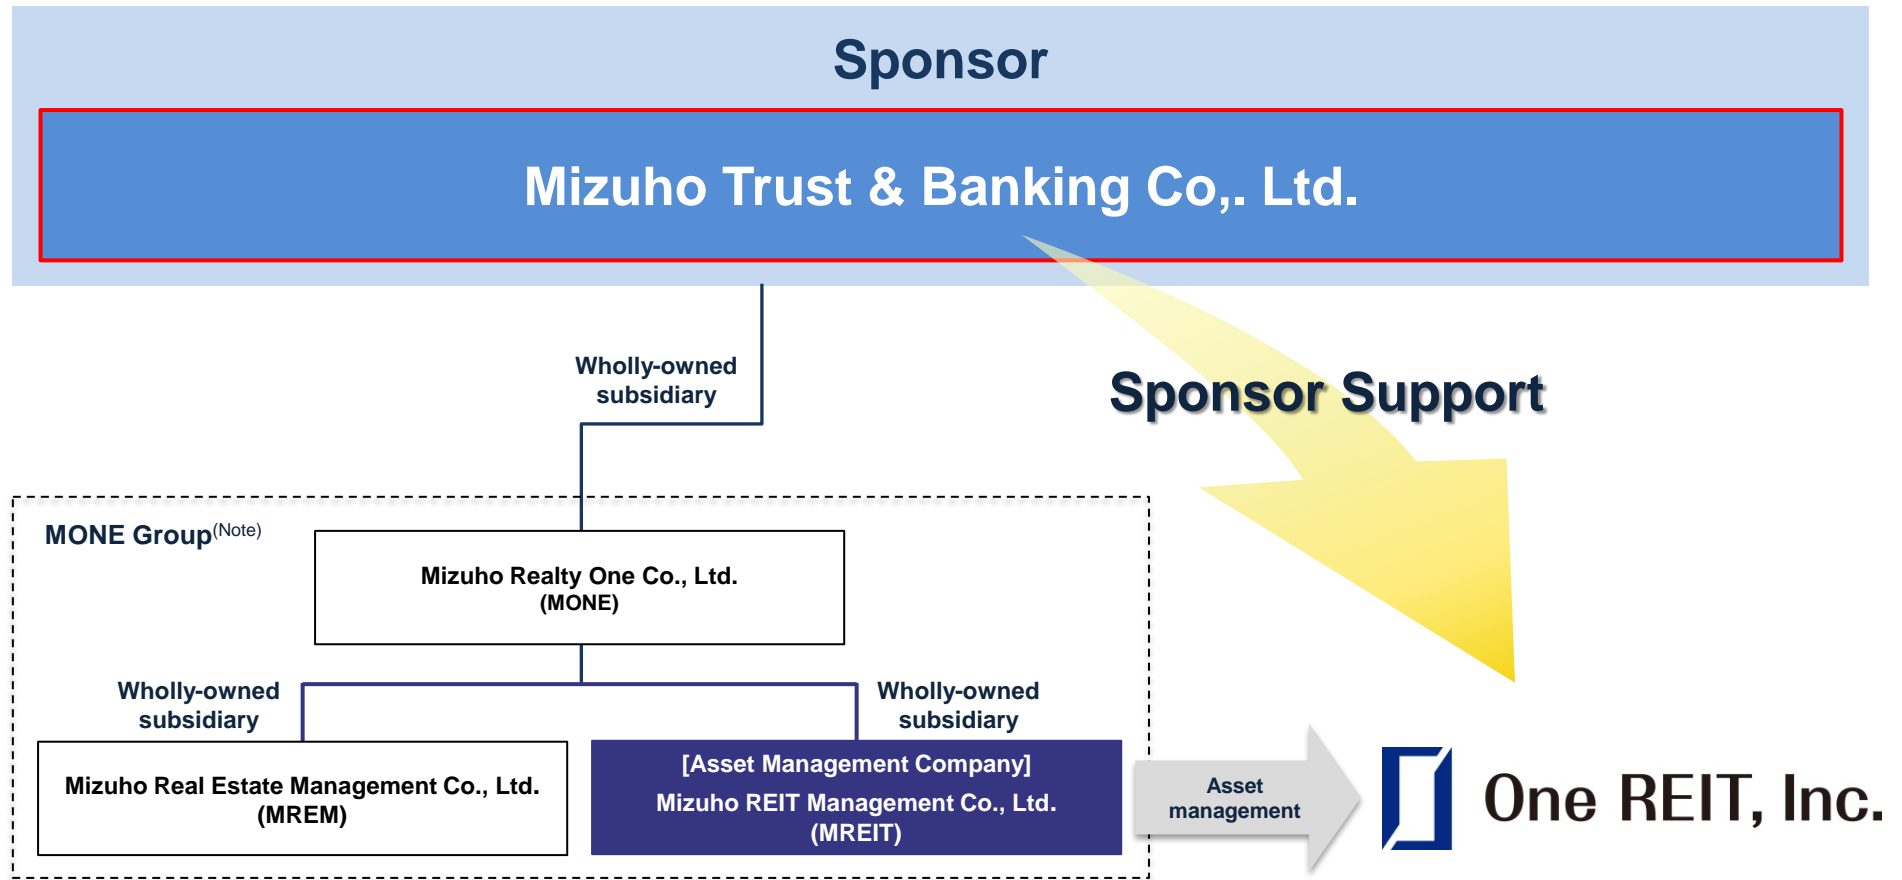 Sponsor
Mizuho Trust & Banking Co,. Ltd.
Wholly-owned
subsidiary
Sponsor Support
MONE Group(Note)
Mizuho Realty One Co., Ltd.
(MONE)
Wholly-owned
subsidiary
Wholly-owned
subsidiary
Mizuho Real Estate Management Co., Ltd.
(MREM)
[Asset Management Company]
Mizuho REIT Management Co., Ltd.
(MREIT)
Asset
management
One REIT, Inc.